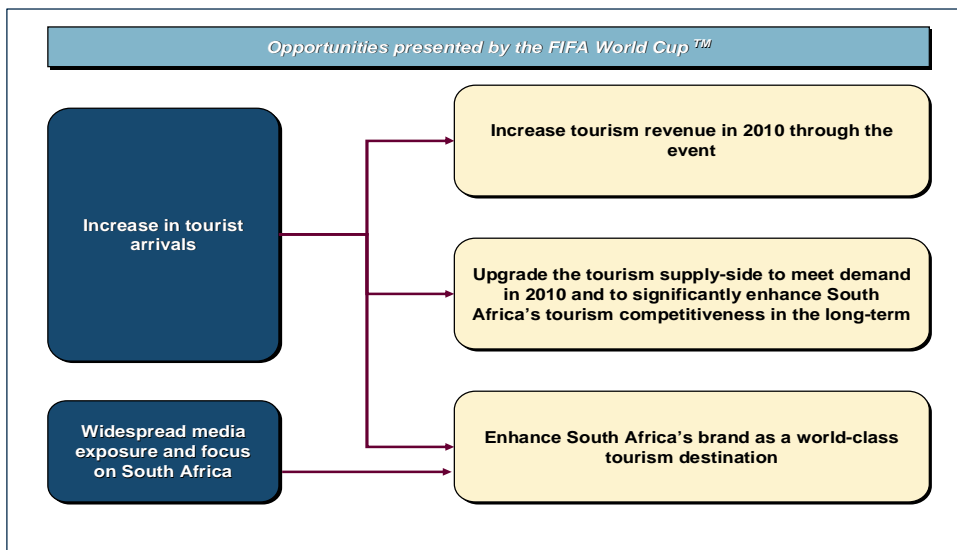 Opportunities presented by the FIFA World Cup™
Increase in tourist
arrivals
Increase tourism revenue in 2010 through the
event
Upgrade the tourism supply-side to meet demand
in 2010 and to significantly enhance South
Africa’s tourism competitiveness in the long-term
Widespread media
exposure and focus
on South Africa
Enhance South Africa’s brand as a world-class
tourism destination